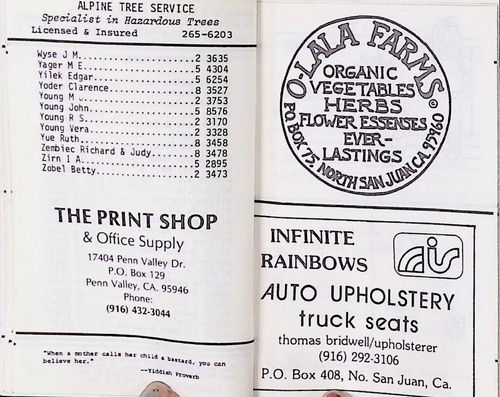 ALPINE TREE SERVICE
Specialist in Hazardous Trees
Licensed & Insured 265-6203
Wyse J M...................2 3635
Yager M E..................5 4304
Yilek Edgar................5 6254
Yoder Clarence.............8 3527
Young M ...................2 3753
Young John.................5 8576
Young R S..................2 3170
Young Vera.................2 3328
Yue Ruth...................8 3458
Zembiec Richard & Judy.....8 3478
Zirn I A...................5 2895
Zobel Betty................2 3473
THE PRINT SHOP
& Office Supply
17404 Penn Valley Dr.
P.O. Box 129
Penn Valley, CA. 95946
Phone:
(916) 432-3044
"When a mother calls her child a bastard, you can
believe her."
--Yiddish Proverb
O-LALA FARMS
ORGANIC
VEGETABLES
HERBS
FLOWER ESSENSES
EVER-
LASTINGS
P.O. BOX 75 NORTH SAN JUAN CA. 95960
INFINITE
RAINBOWS
AUTO UPHOLSTERY
truck seats
thomas bridwell/upholsterer
(916) 292-3106
P.O. Box 408, No. San Juan, Ca.